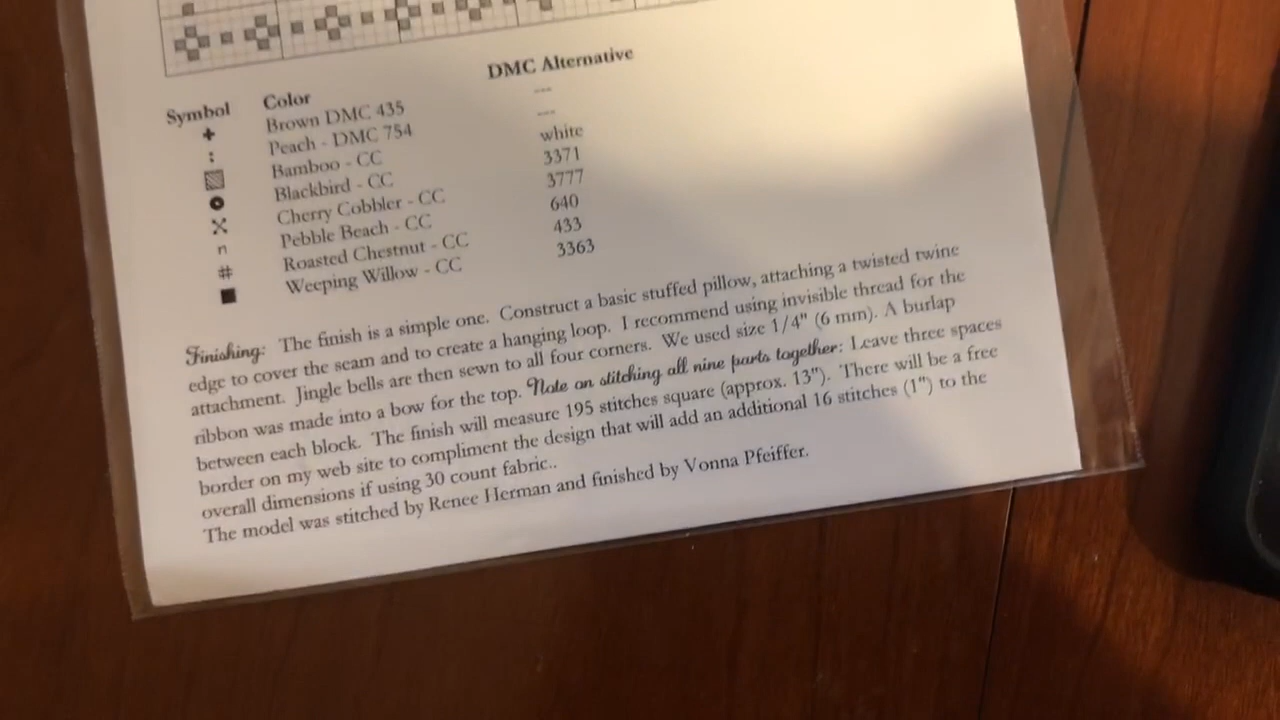 DMC Alternative
Symbol Color
+ Brown DMC 435 ---
: Peach - DMC 754 ---
Bamboo - CC white
Blackbird - CC 3371
Cherry Cobbler - CC 3777
n Pebble Beach - CC 640
# Roasted Chestnut - CC 433
■ Weeping Willow - CC 3363
Finishing: The finish is a simple one. Construct a basic stuffed pillow, attaching a twisted twine
edge to cover the seam and to create a hanging loop. I recommend using invisible thread for the
attachment. Jingle bells are then sewn to all four corners. We used size 1/4" (6 mm). A burlap
ribbon was made into a bow for the top. Note on stitching all nine parts together: Leave three spaces
between each block. The finish will measure 195 stitches square (approx. 13"). There will be a free
border on my web site to compliment the design that will add an additional 16 stitches (1") to the
overall dimensions if using 30 count fabric..
The model was stitched by Renee Herman and finished by Vonna Pfeiffer.